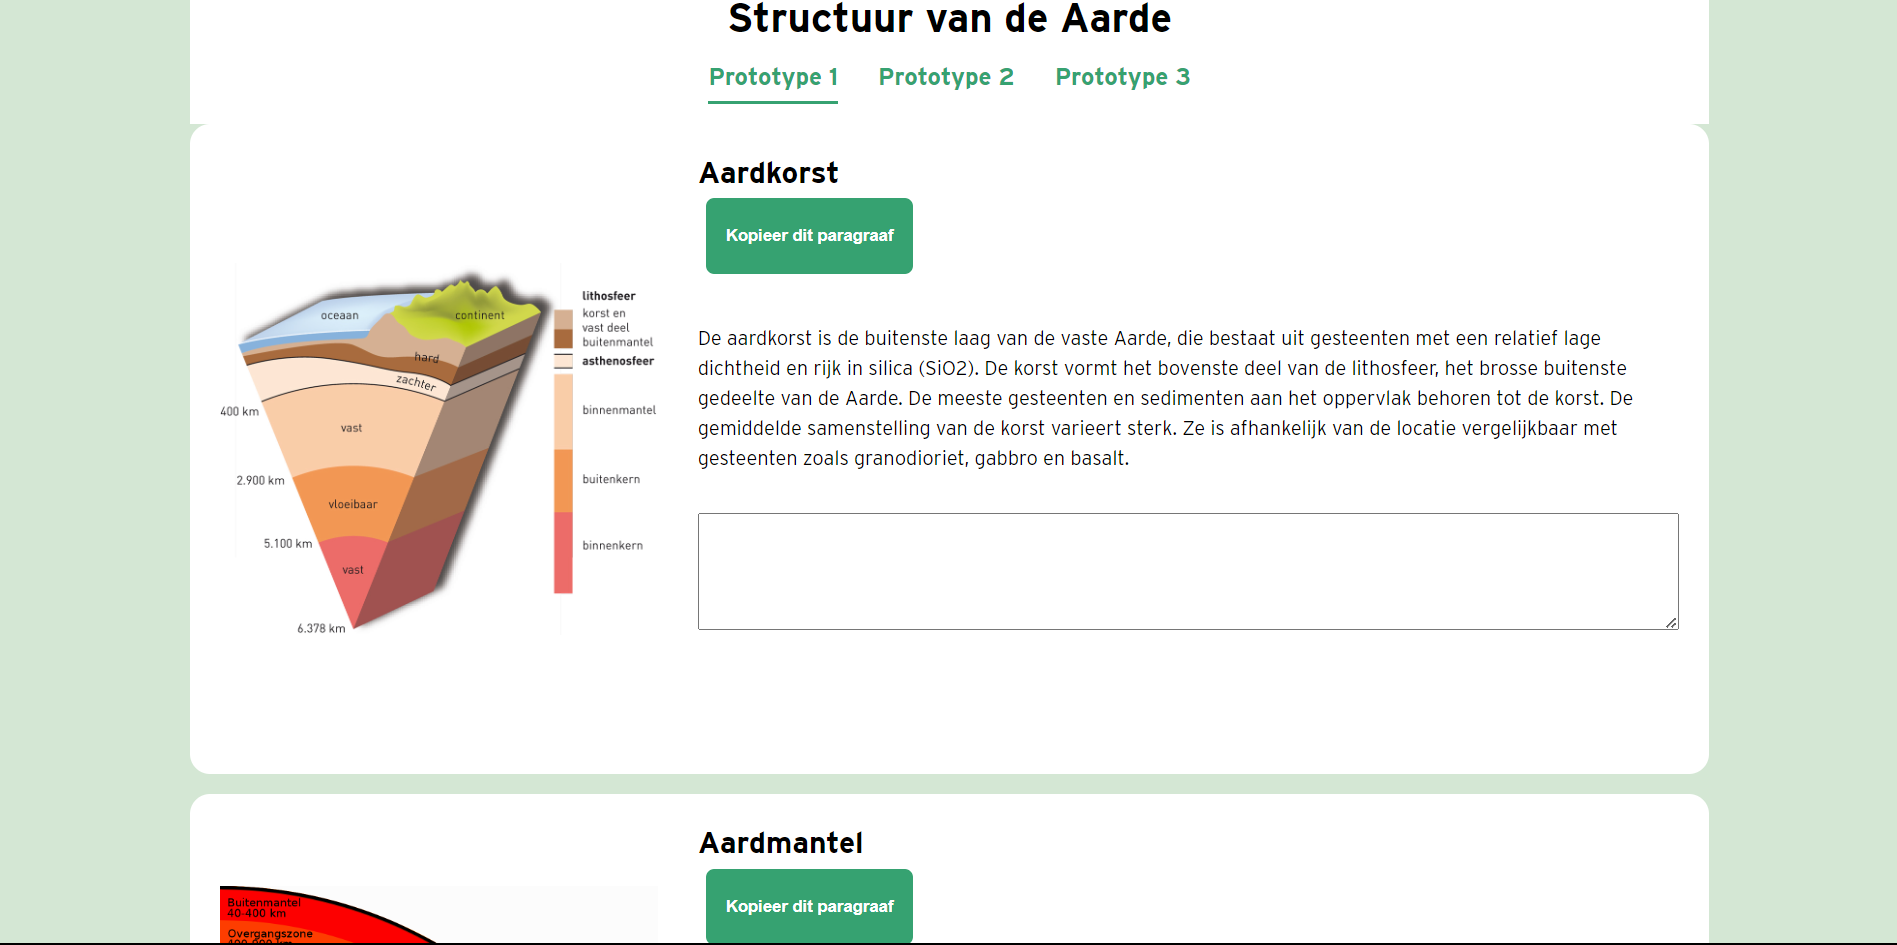 Structuur van de Aarde
Prototype 1 Prototype 2 Prototype 3
Aardkorst
Kopieer dit paragraaf
oceaan
continent
hard
zachter
400 km
vast
2.900 km
vloeibaar
5.100 km
vast
6.378 km
lithosfeer
korst en
vast deel
buitenmantel
asthenosfeer
binnenmantel
buitenkern
binnenkern
De aardkorst is de buitenste laag van de vaste Aarde, die bestaat uit gesteenten met een relatief lage
dichtheid en rijk in silica (SiO2). De korst vormt het bovenste deel van de lithosfeer, het brosse buitenste
gedeelte van de Aarde. De meeste gesteenten en sedimenten aan het oppervlak behoren tot de korst. De
gemiddelde samenstelling van de korst varieert sterk. Ze is afhankelijk van de locatie vergelijkbaar met
gesteenten zoals granodioriet, gabbro en basalt.
Aardmantel
Kopieer dit paragraaf
Buitenmantel
40-400 km
Overgangszone